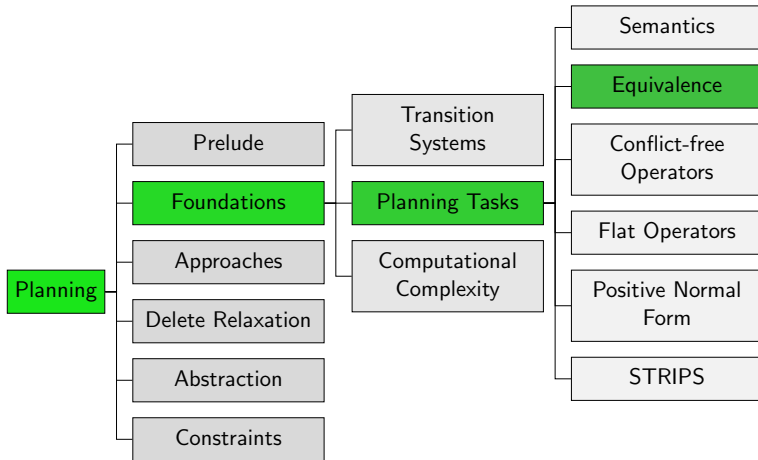 Planning
Prelude
Foundations
Approaches
Delete Relaxation
Abstraction
Constraints
Transition
Systems
Planning Tasks
Computational
Complexity
Semantics
Equivalence
Conflict-free
Operators
Flat Operators
Positive Normal
Form
STRIPS